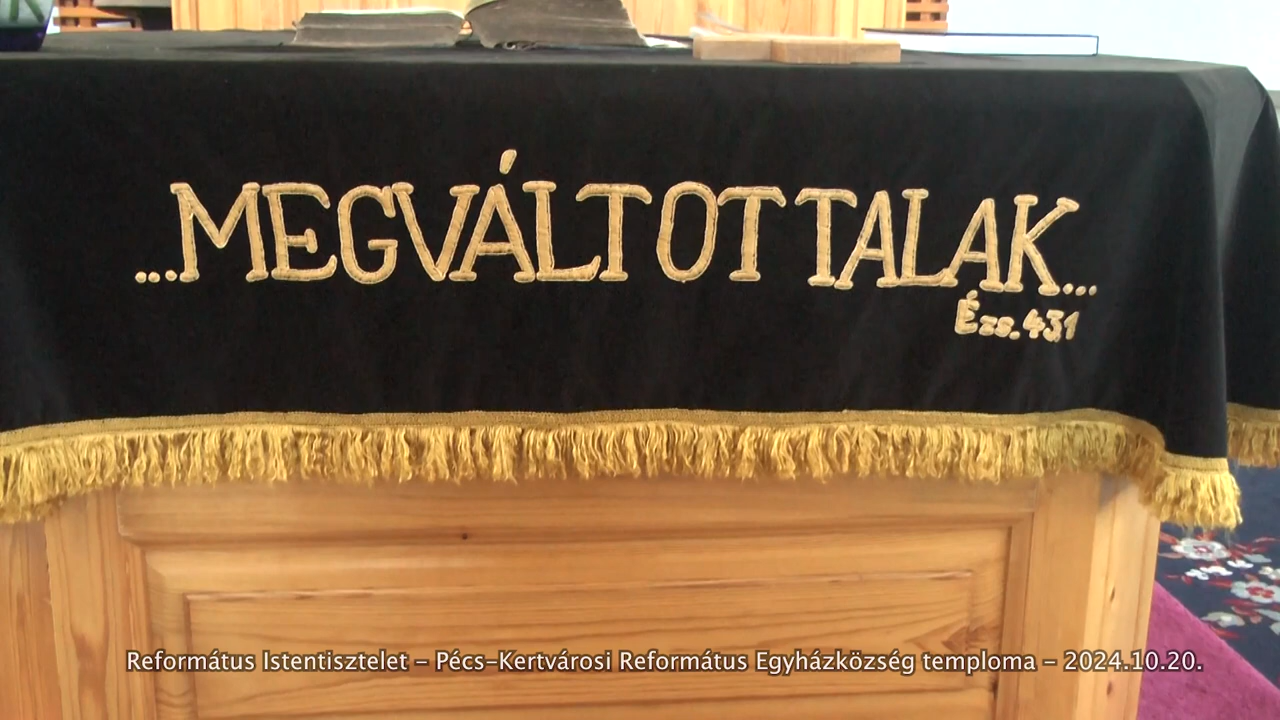 ...MEGVÁLTOTTALAK...
Ézs.43,1
Református Istentisztelet - Pécs-Kertvárosi Református Egyházközség temploma - 2024.10.20.